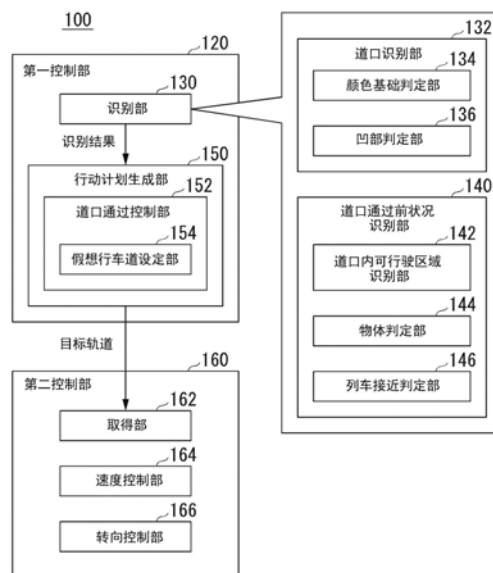 100
120
第一控制部
130
识别部
识别结果
150
行动计划生成部
152
道口通过控制部
154
假想行车道设定部
目标轨道
160
第二控制部
162
取得部
164
速度控制部
166
转向控制部
132
道口识别部
134
颜色基础判定部
136
凹部判定部
140
道口通过前状况
识别部
142
道口内可行驶区域
识别部
144
物体判定部
146
列车接近判定部